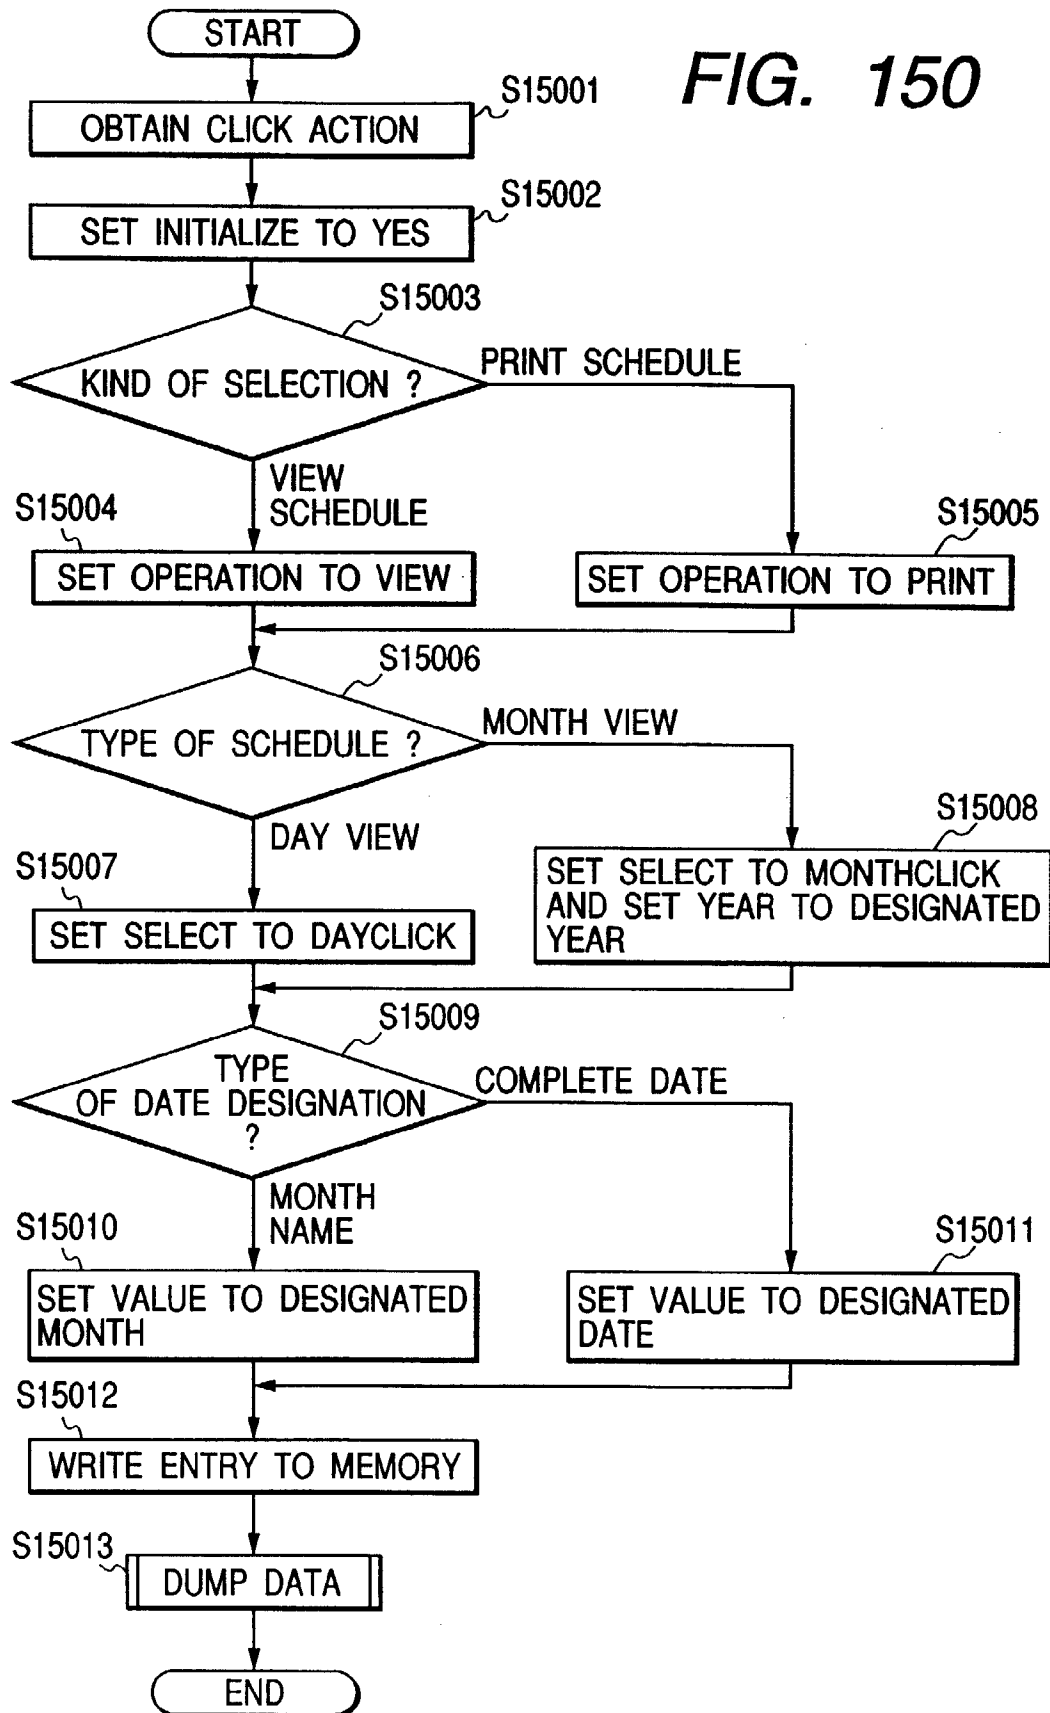 START
FIG. 150
S15001
OBTAIN CLICK ACTION
S15002
SET INITIALIZE TO YES
S15003
KIND OF SELECTION ?
PRINT SCHEDULE
VIEW
SCHEDULE
S15004
SET OPERATION TO VIEW
S15005
SET OPERATION TO PRINT
S15006
TYPE OF SCHEDULE ?
MONTH VIEW
DAY VIEW
S15007
SET SELECT TO DAYCLICK
S15008
SET SELECT TO MONTHCLICK
AND SET YEAR TO DESIGNATED
YEAR
S15009
TYPE
OF DATE DESIGNATION
?
COMPLETE DATE
MONTH
NAME
S15010
SET VALUE TO DESIGNATED
MONTH
S15011
SET VALUE TO DESIGNATED
DATE
S15012
WRITE ENTRY TO MEMORY
S15013
DUMP DATA
END